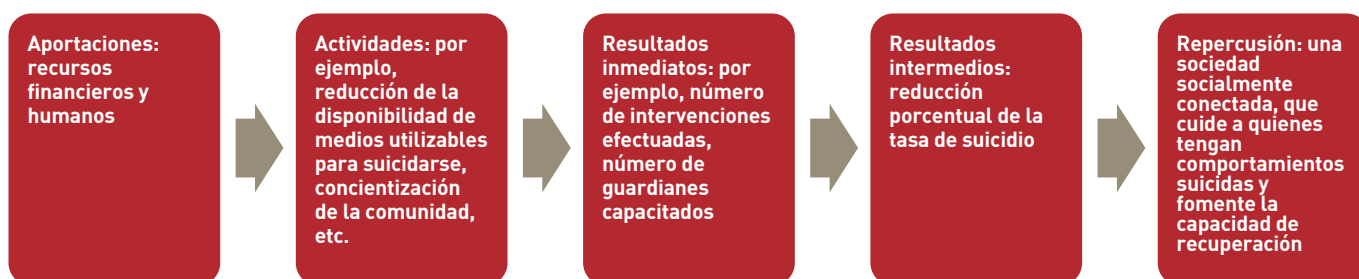 Aportaciones:
recursos
financieros y
humanos
Actividades: por
ejemplo,
reducción de la
disponibilidad de
medios utilizables
para suicidarse,
concientización
de la comunidad,
etc.
Resultados
inmediatos: por
ejemplo, número
de intervenciones
efectuadas,
número de
guardianes
capacitados
Resultados
intermedios:
reducción
porcentual de la
tasa de suicidio
Repercusión: una
sociedad
socialmente
conectada, que
cuide a quienes
tengan
comportamientos
suicidas y
fomente la
capacidad de
recuperación